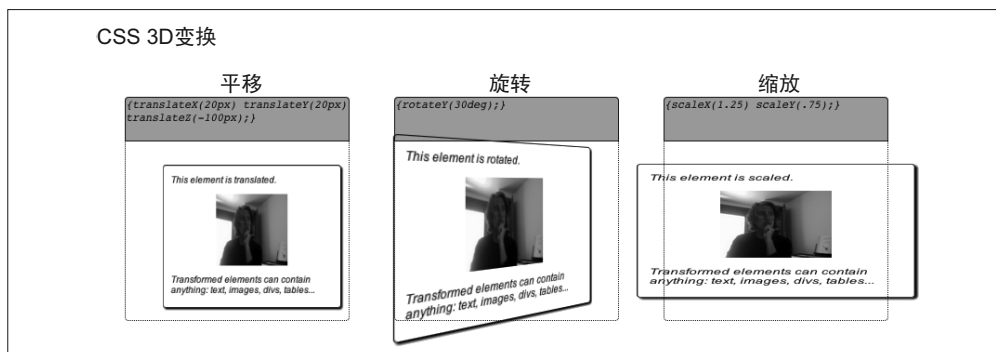 CSS 3D变换
平移
{translateX(20px) translateY(20px)
translateZ(-100px);}
This element is translated.
Transformed elements can contain
anything: text, images, divs, tables...
旋转
{rotateY(30deg);}
This element is rotated.
Transformed elements can contain
anything: text, images, divs, tables...
缩放
{scaleX(1.25) scaleY(.75);}
This element is scaled.
Transformed elements can contain
anything: text, images, divs, tables...